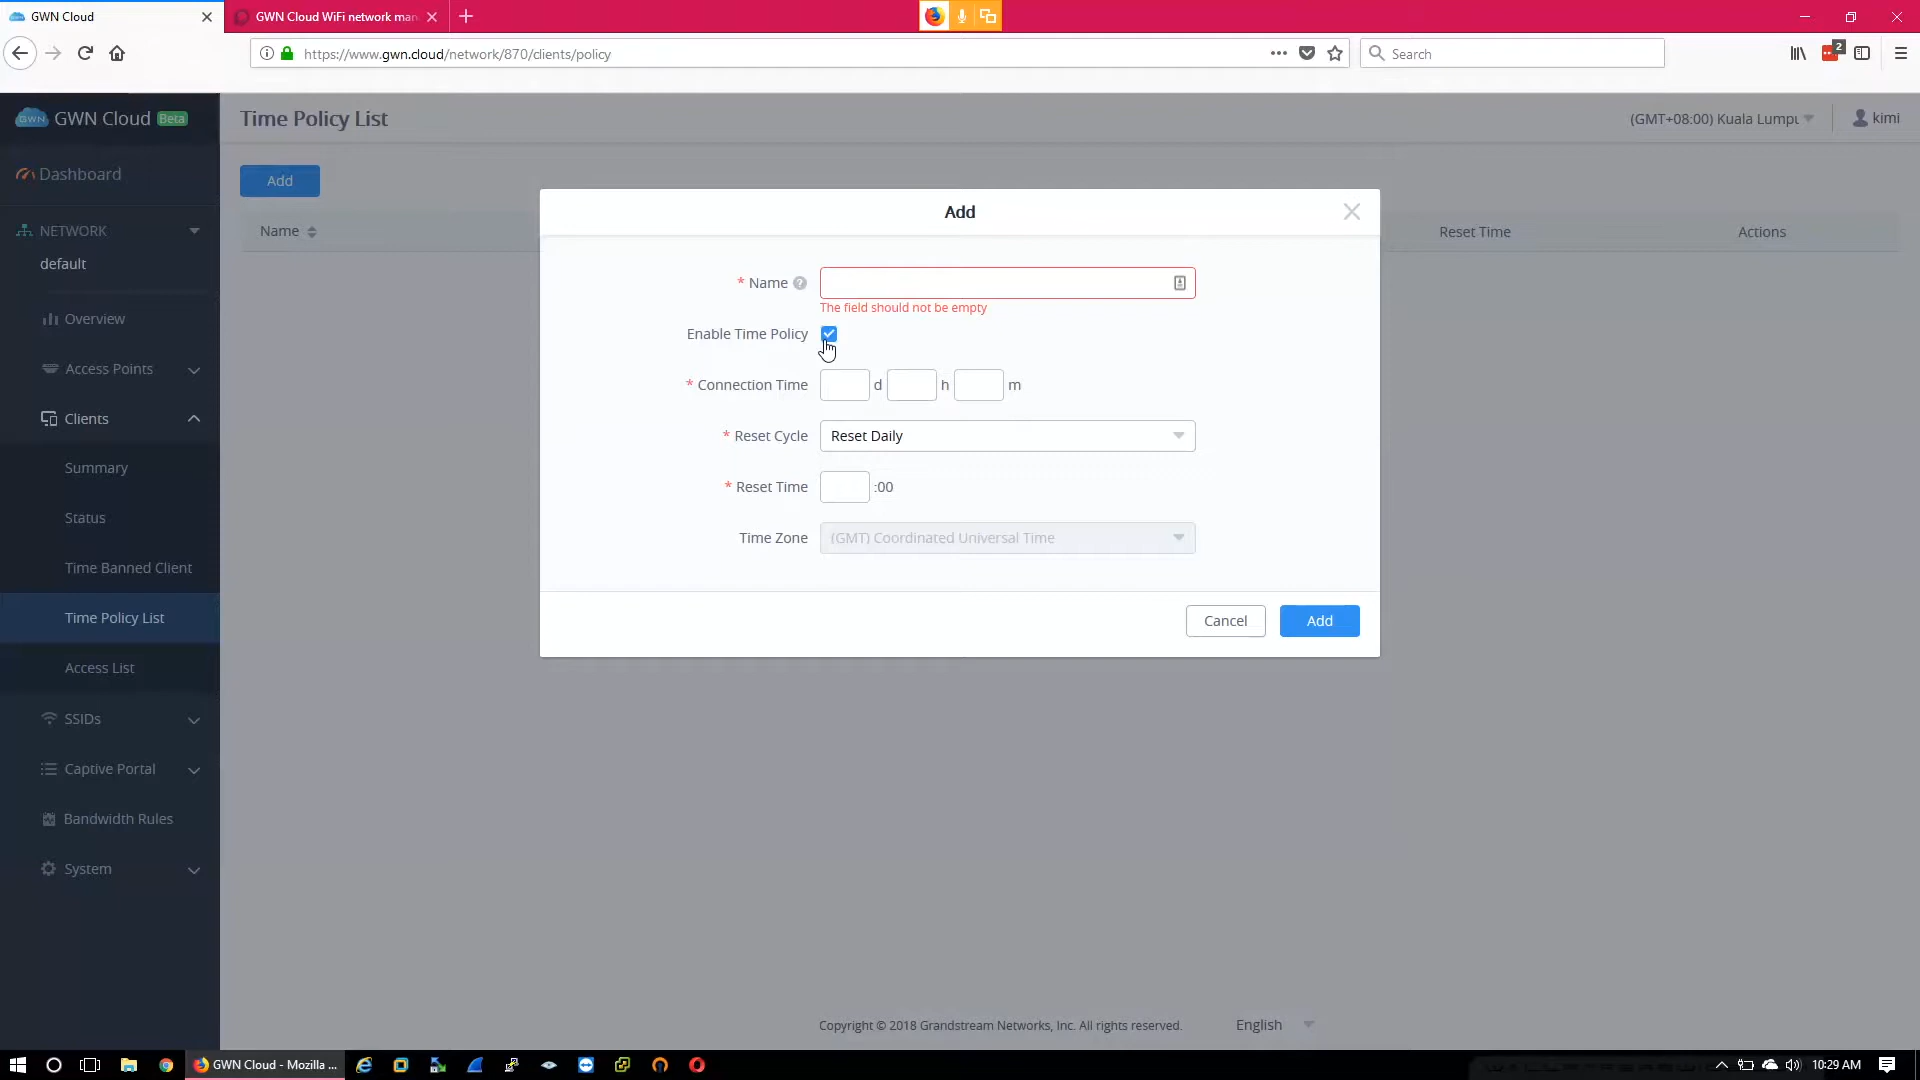 GWN Cloud
GWN Cloud WiFi network man
https://www.gwn.cloud/network/870/clients/policy
Search
2
GWN
GWN Cloud Beta
Time Policy List
(GMT+08:00) Kuala Lumpu
kimi
Dashboard
Add
NETWORK
default
Name
Reset Time
Actions
Overview
Access Points
Clients
Summary
Status
Time Banned Client
Time Policy List
Access List
SSIDs
Captive Portal
Bandwidth Rules
System
Add
* Name ?
The field should not be empty
Enable Time Policy
* Connection Time d h m
* Reset Cycle Reset Daily
* Reset Time :00
Time Zone (GMT) Coordinated Universal Time
Cancel
Add
Copyright © 2018 Grandstream Networks, Inc. All rights reserved.
English
GWN Cloud - Mozilla ...
10:29 AM